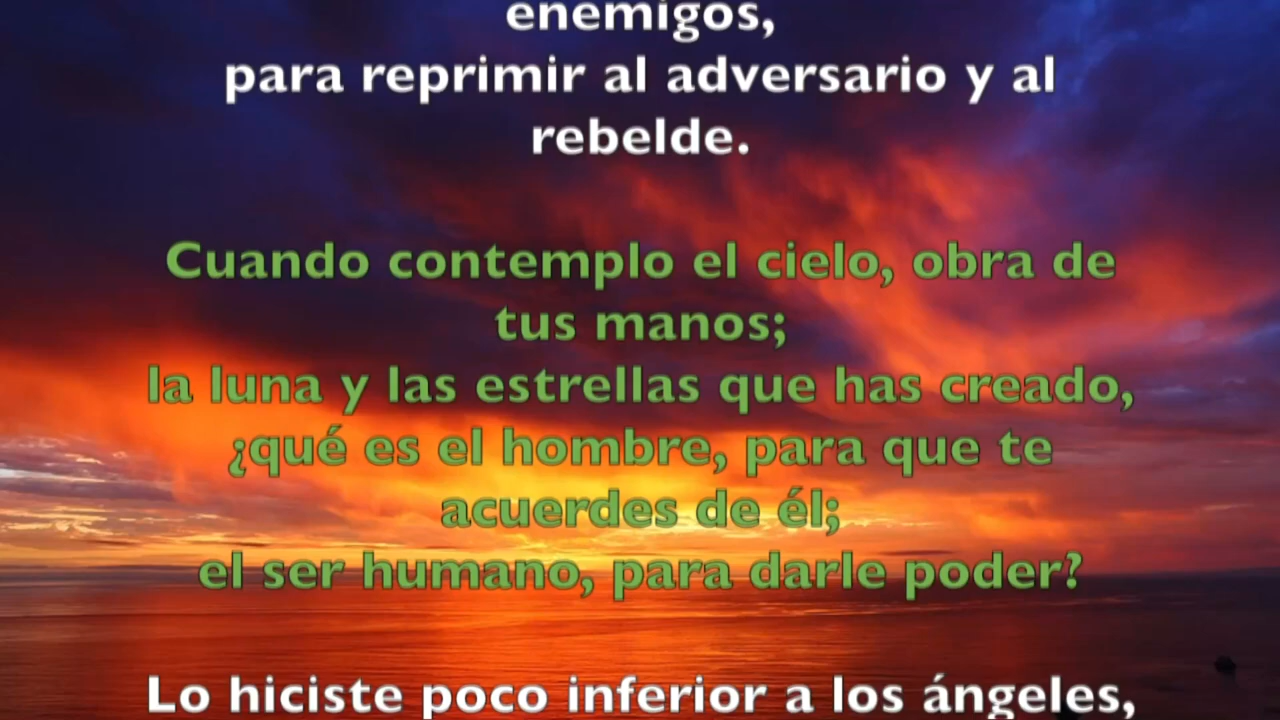 enemigos,
para reprimir al adversario y al
rebelde.
Cuando contemplo el cielo, obra de
tus manos;
la luna y las estrellas que has creado,
¿qué es el hombre, para que te
acuerdes de él;
el ser humano, para darle poder?
Lo hiciste poco inferior a los ángeles,